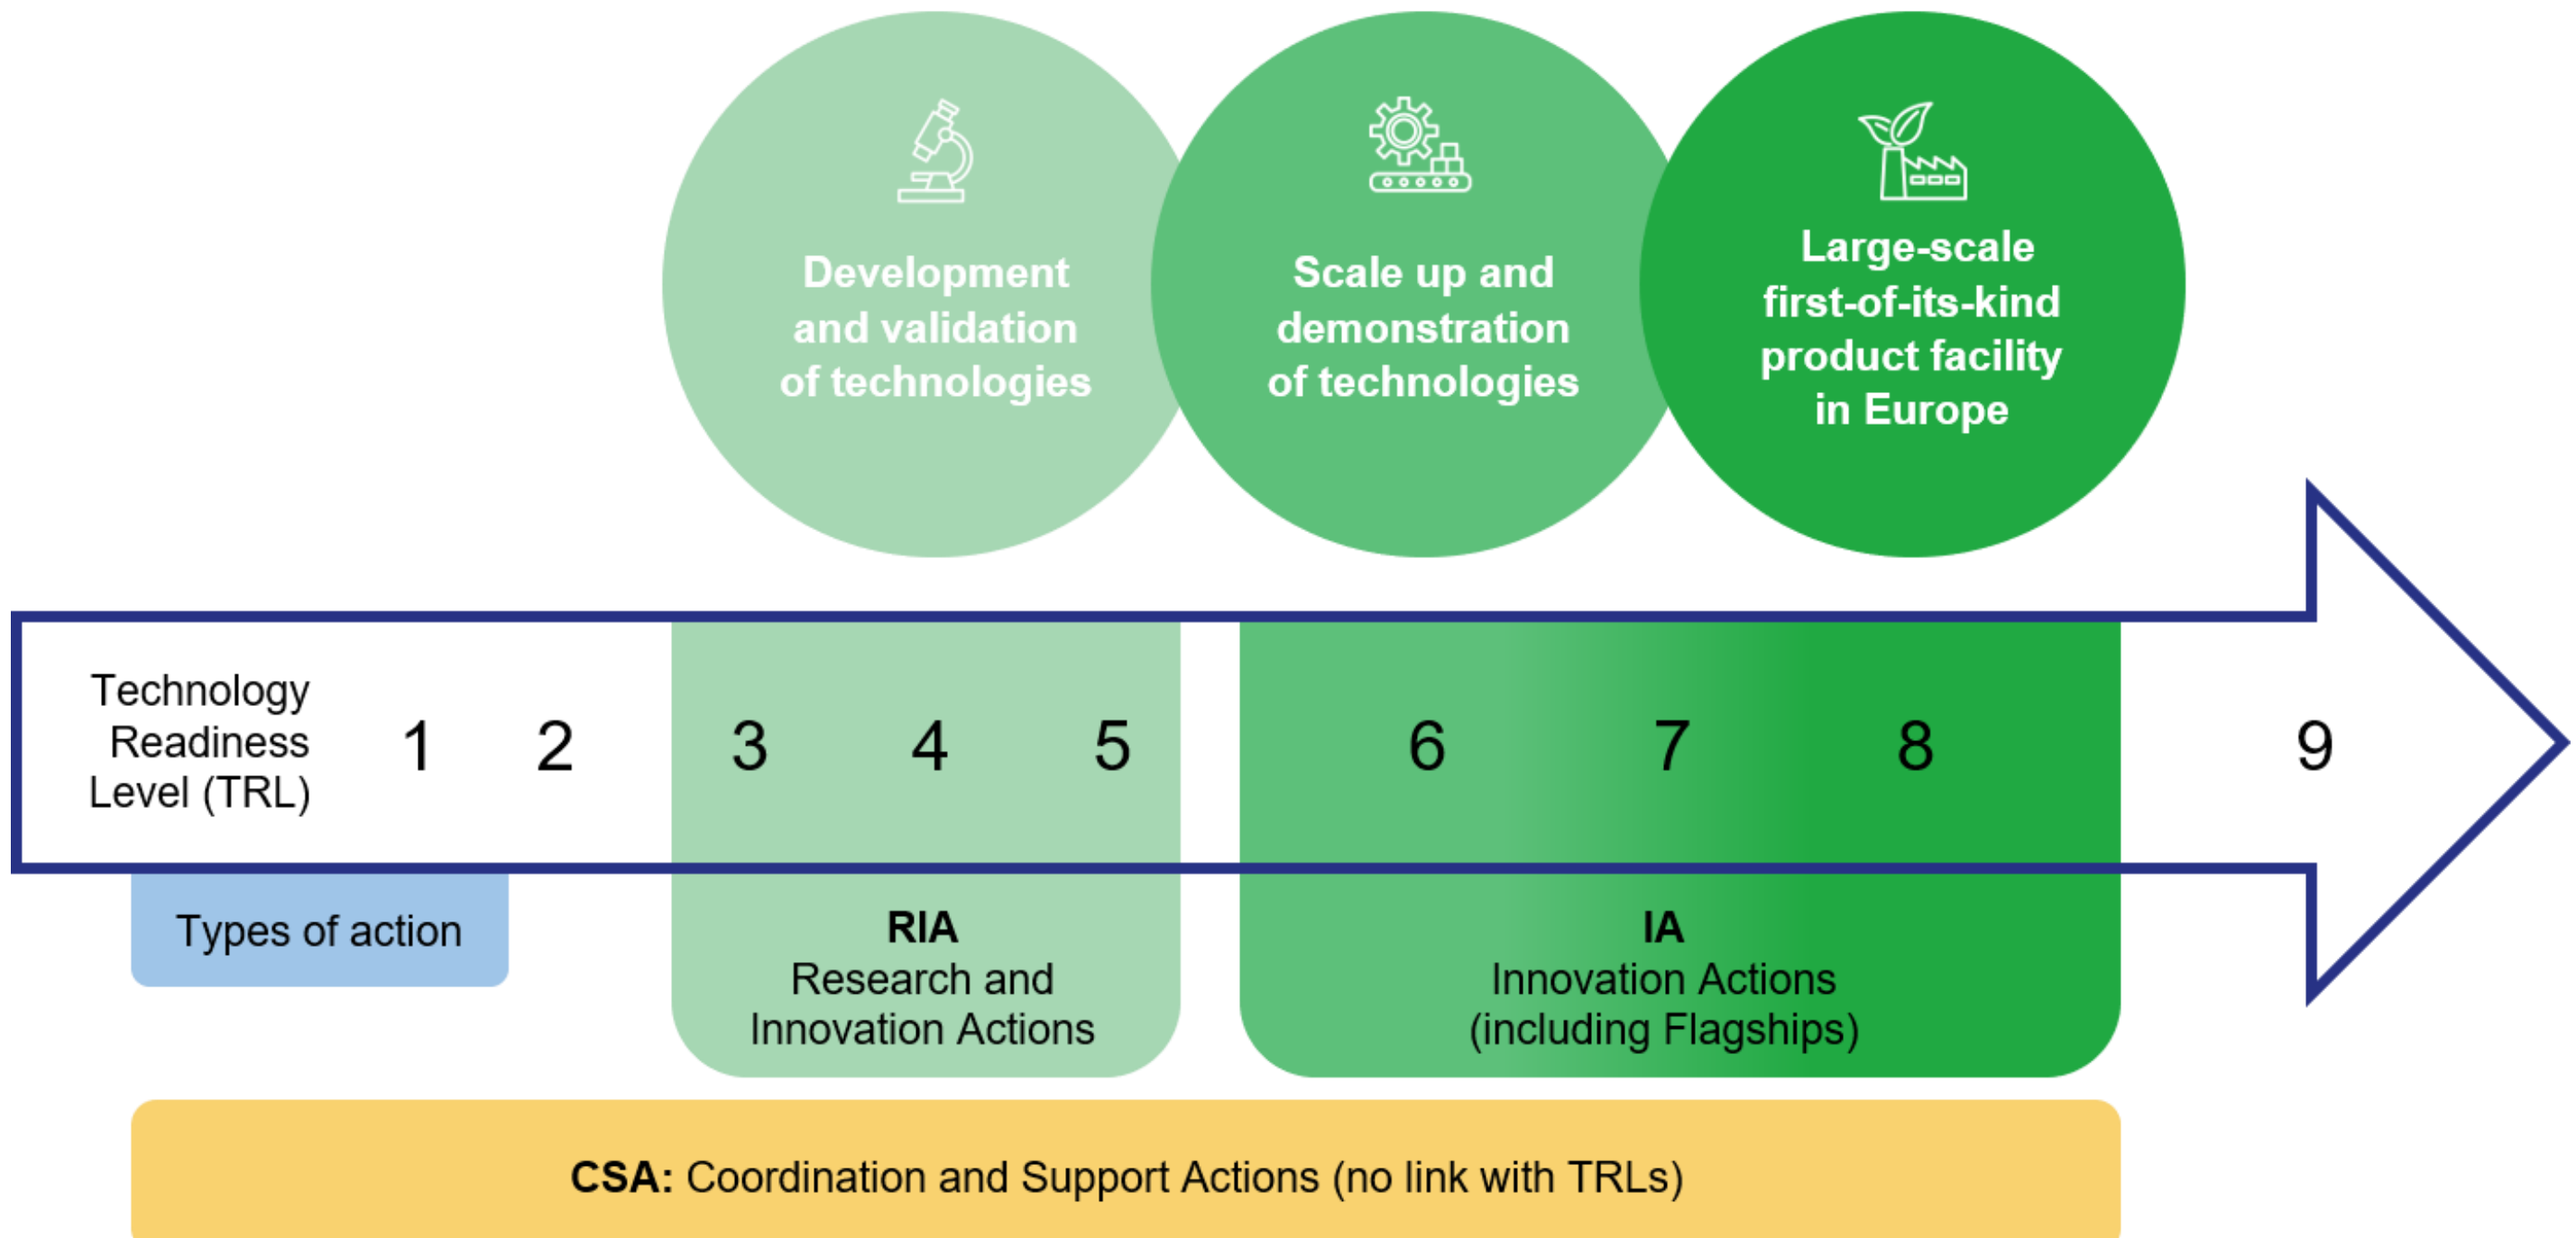 Development
and validation
of technologies
Scale up and
demonstration
of technologies
Large-scale
first-of-its-kind
product facility
in Europe
Technology
Readiness
Level (TRL)
1 2 3 4 5 6 7 8 9
Types of action
RIA
Research and
Innovation Actions
IA
Innovation Actions
(including Flagships)
CSA: Coordination and Support Actions (no link with TRLs)